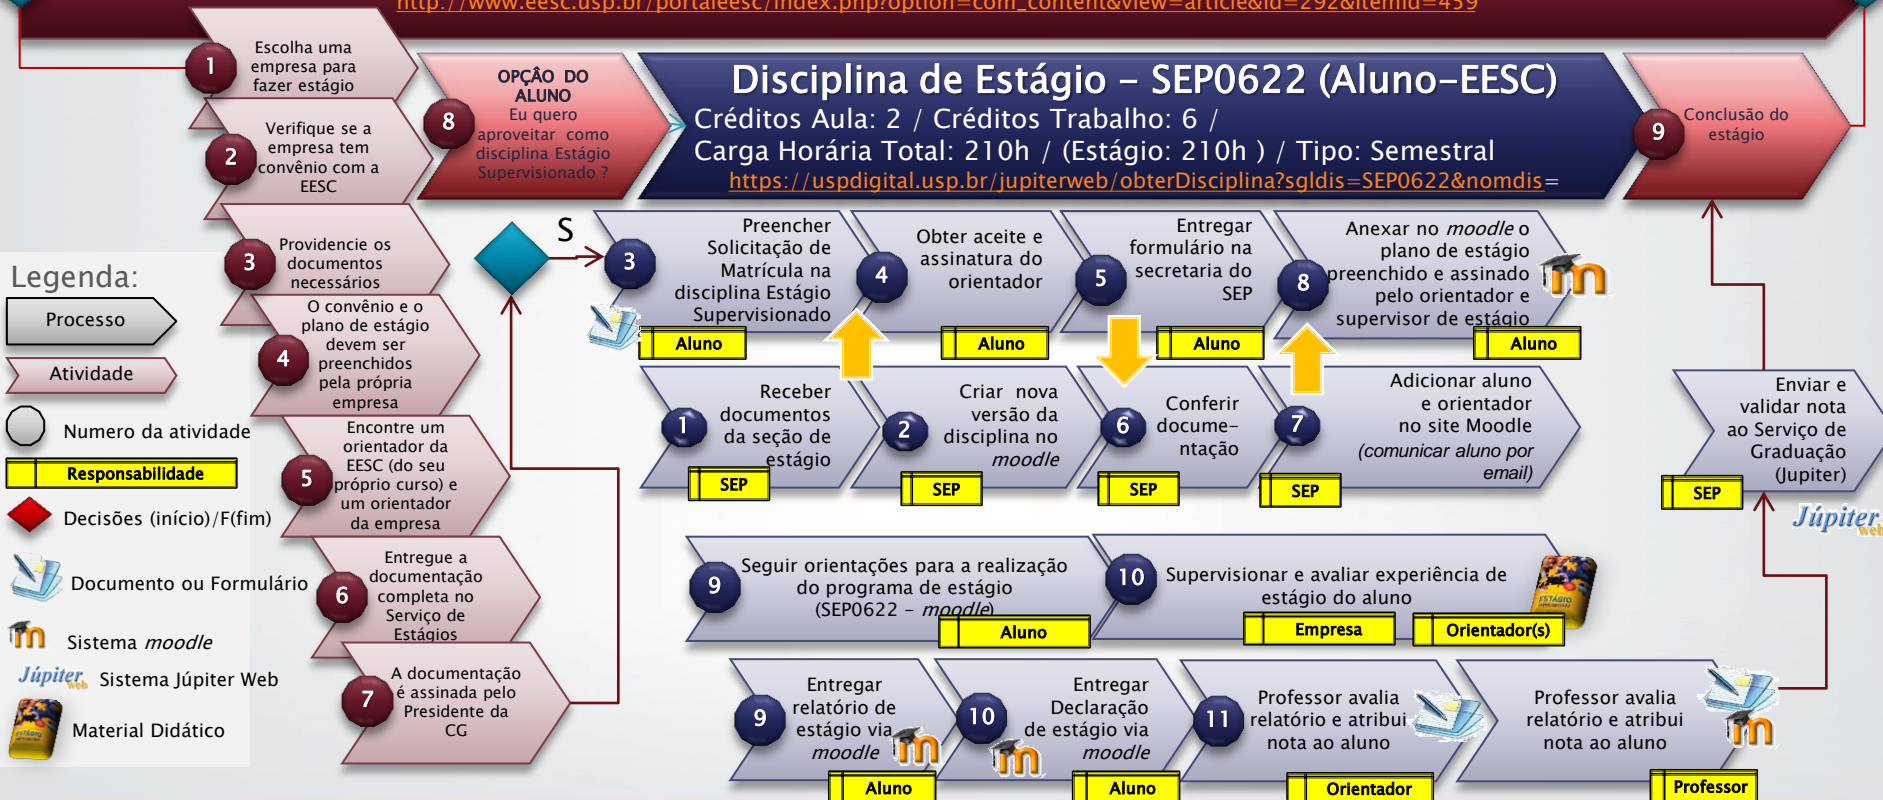 http://www.eesc.usp.br/portaleesc/index.php?option=com_content&view=article&id=292&Itemid=459
1
Escolha uma
empresa para
fazer estágio
2
Verifique se a
empresa tem
convênio com a
EESC
3
Providencie os
documentos
necessários
4
O convênio e o
plano de estágio
devem ser
preenchidos
pela própria
empresa
5
Encontre um
orientador da
EESC (do seu
próprio curso) e
um orientador
da empresa
6
Entregue a
documentação
completa no
Serviço de
Estágios
7
A documentação
é assinada pelo
Presidente da
CG
8
OPÇÂO DO
ALUNO
Eu quero
aproveitar como
disciplina Estágio
Supervisionado ?
Disciplina de Estágio – SEP0622 (Aluno–EESC)
Créditos Aula: 2 / Créditos Trabalho: 6 /
Carga Horária Total: 210h / (Estágio: 210h ) / Tipo: Semestral
https://uspdigital.usp.br/jupiterweb/obterDisciplina?sgldis=SEP0622&nomdis=
9
Conclusão do
estágio
Legenda:
Processo
Atividade
Numero da atividade
Responsabilidade
Decisões (início)/F(fim)
Documento ou Formulário
m
Sistema moodle
Júpiter web
Sistema Júpiter Web
ESTÁGIO
Material Didático
S
3
Preencher
Solicitação de
Matrícula na
disciplina Estágio
Supervisionado
Aluno
4
Obter aceite e
assinatura do
orientador
Aluno
5
Entregar
formulário na
secretaria do
SEP
Aluno
8
Anexar no moodle o
plano de estágio
preenchido e assinado
pelo orientador e
supervisor de estágio
m
Aluno
1
Receber
documentos
da seção de
estágio
SEP
2
Criar nova
versão da
disciplina no
moodle
SEP
6
Conferir
docume-
ntação
SEP
7
Adicionar aluno
e orientador
no site Moodle
(comunicar aluno por
email)
SEP
Enviar e
validar nota
ao Serviço de
Graduação
(Jupiter)
SEP
Júpiter
web
9
Seguir orientações para a realização
do programa de estágio
(SEP0622 – moodle)
Aluno
10
Supervisionar e avaliar experiência de
estágio do aluno
ESTÁGIO
Empresa
Orientador(s)
9
Entregar
relatório de
estágio via
moodle
m
Aluno
10
Entregar
Declaração
de estágio via
moodle
m
Aluno
11
Professor avalia
relatório e atribui
nota ao aluno
Orientador
Professor avalia
relatório e atribui
nota ao aluno
m
Professor